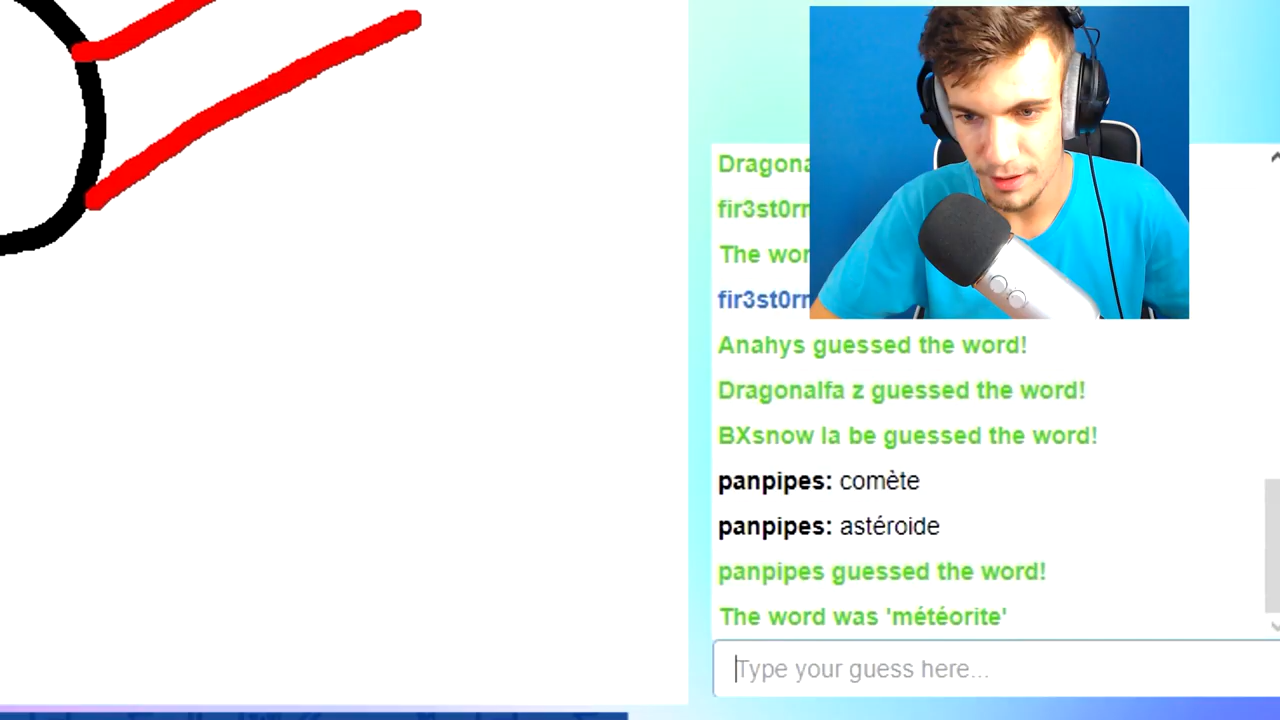 Dragona
fir3st0rr
The wor
fir3st0rr
Anahys guessed the word!
Dragonalfa z guessed the word!
BXsnow la be guessed the word!
panpipes: comète
panpipes: astéroide
panpipes guessed the word!
The word was 'météorite'
Type your guess here...